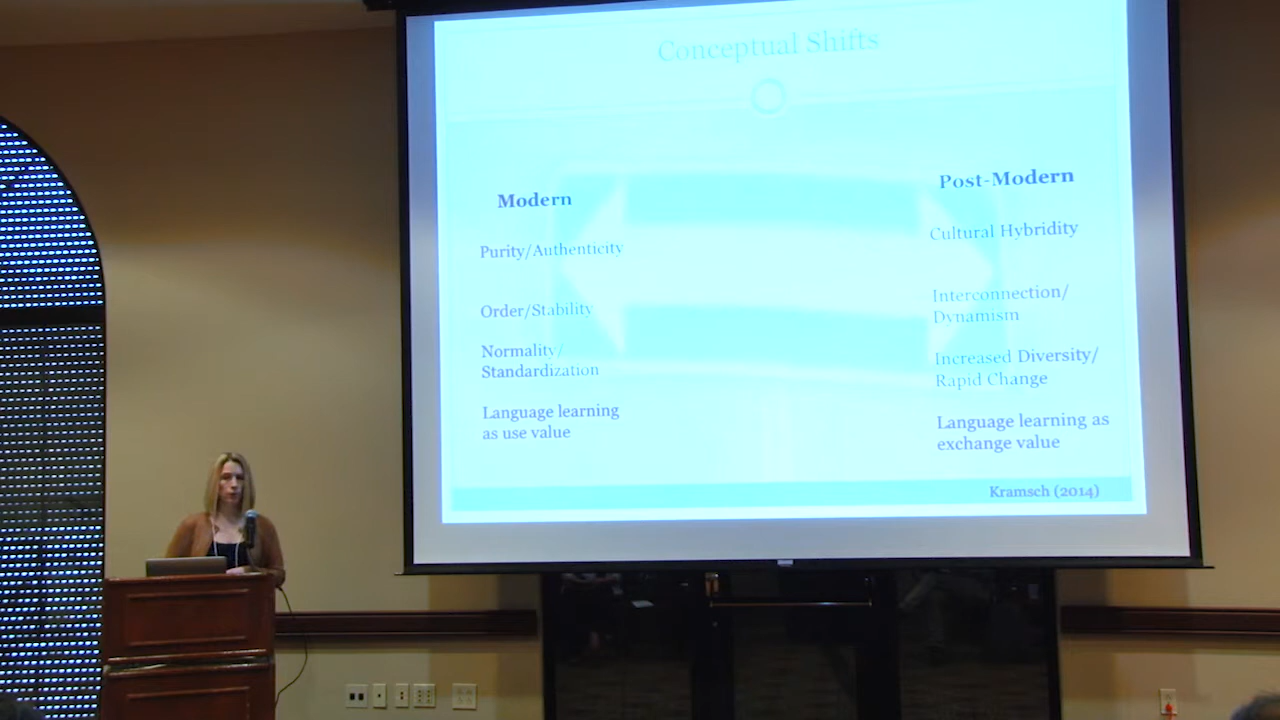 Conceptual Shifts
Modern
Purity/Authenticity
Order/Stability
Normality/
Standardization
Language learning
as use value
Post-Modern
Cultural Hybridity
Interconnection/
Dynamism
Increased Diversity/
Rapid Change
Language learning as
exchange value
Kramsch (2014)